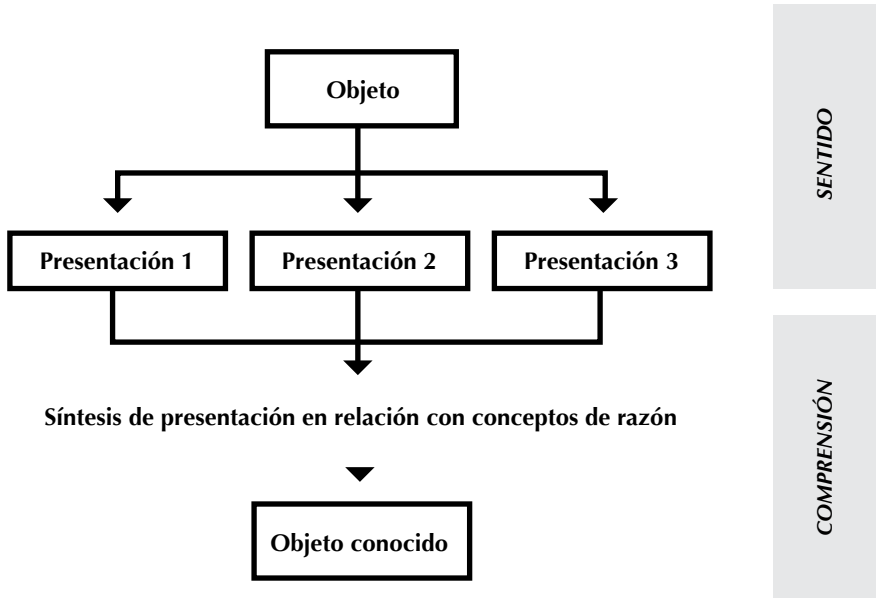 Objeto
SENTIDO
Presentación 1
Presentación 2
Presentación 3
Síntesis de presentación en relación con conceptos de razón
COMPRENSIÓN
Objeto conocido